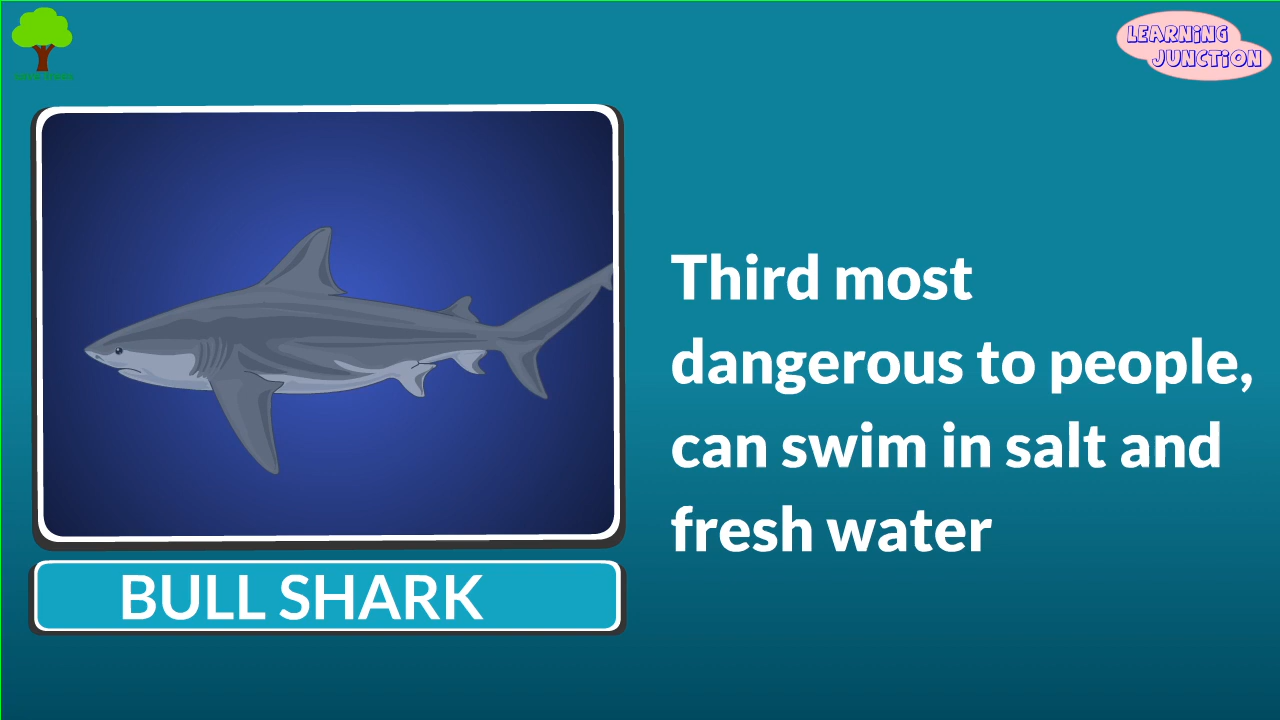 LEARNING
JUNCTION
Third most
dangerous to people,
can swim in salt and
fresh water
BULL SHARK